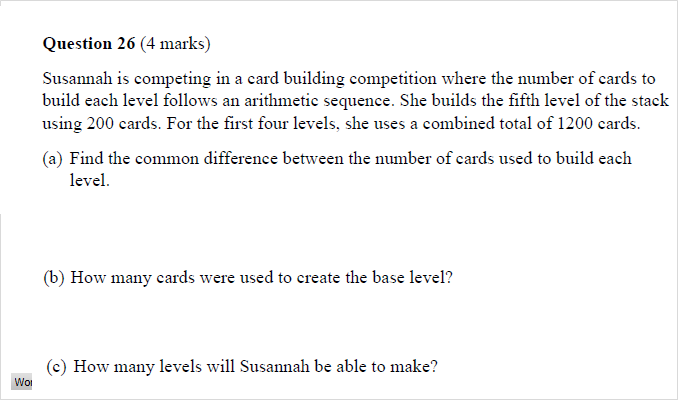 Question 26 (4 marks)
Susannah is competing in a card building competition where the number of cards to
build each level follows an arithmetic sequence. She builds the fifth level of the stack
using 200 cards. For the first four levels, she uses a combined total of 1200 cards.
(a) Find the common difference between the number of cards used to build each
level.
(b) How many cards were used to create the base level?
(c) How many levels will Susannah be able to make?